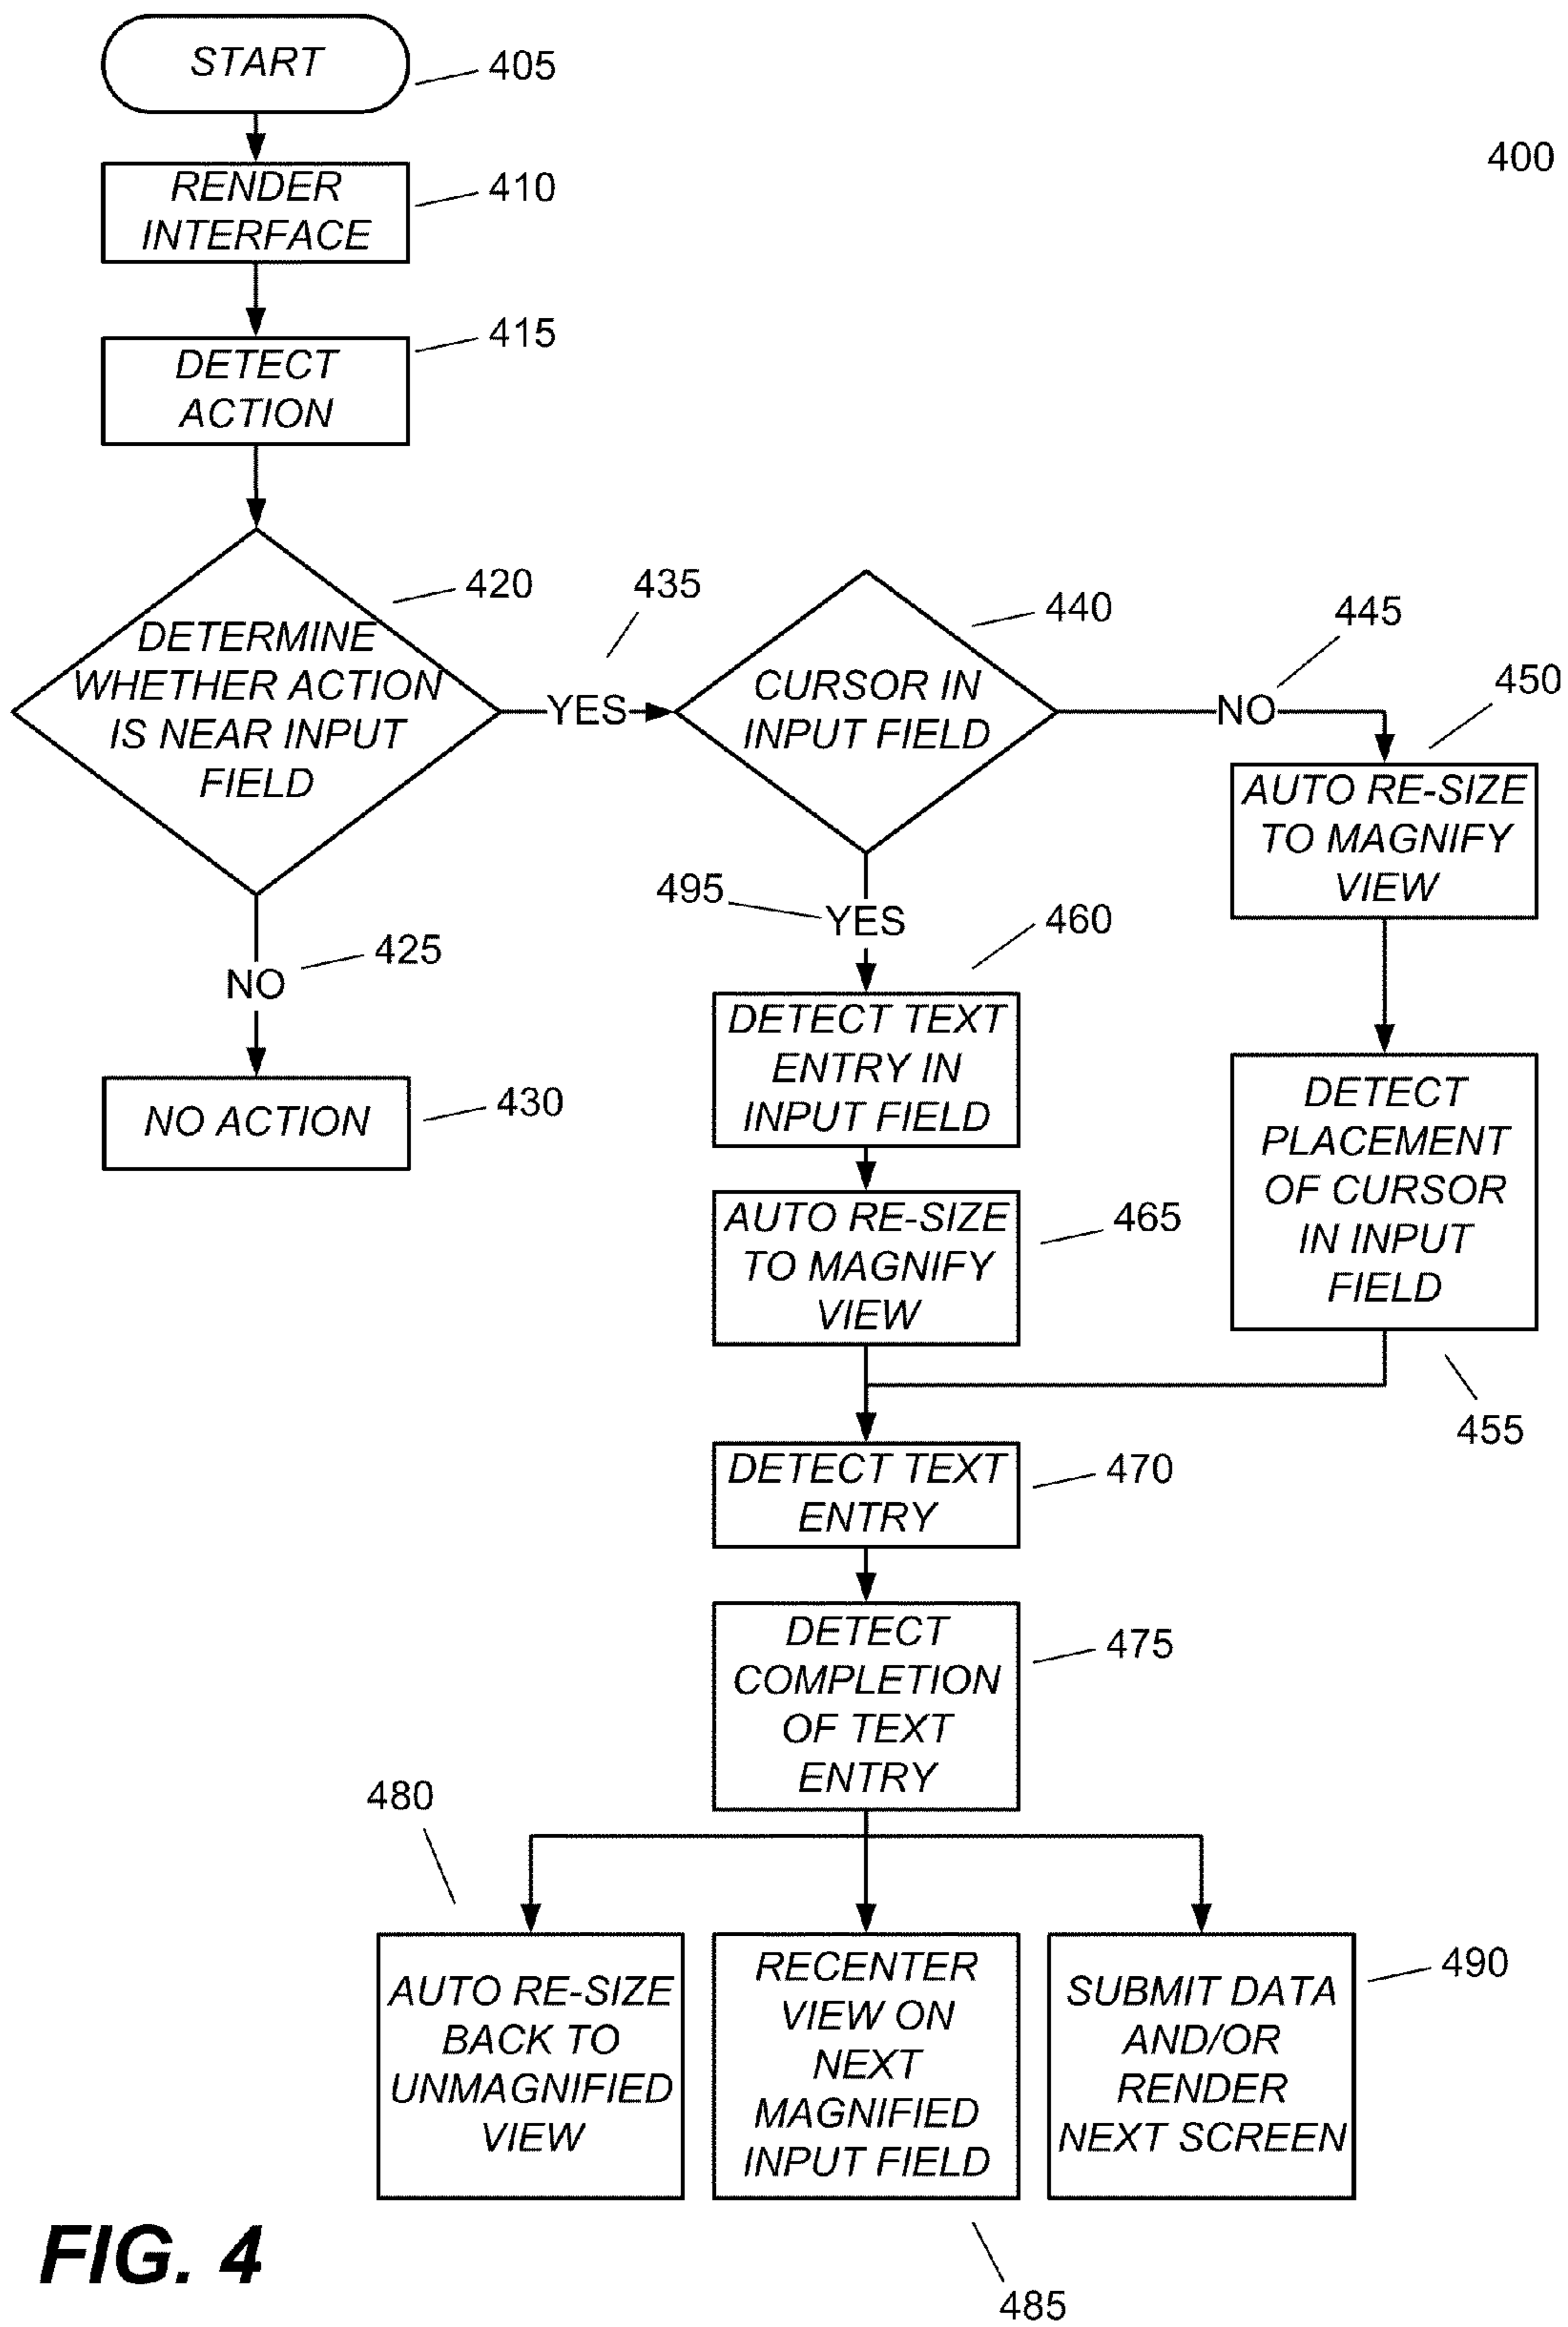 START
405
400
RENDER
INTERFACE
410
DETECT
ACTION
415
DETERMINE
WHETHER ACTION
IS NEAR INPUT
FIELD
420
435
YES
CURSOR IN
INPUT FIELD
440
445
NO
450
AUTO RE-SIZE
TO MAGNIFY
VIEW
425
NO
NO ACTION
430
495
YES
460
DETECT TEXT
ENTRY IN
INPUT FIELD
DETECT
PLACEMENT
OF CURSOR
IN INPUT
FIELD
455
AUTO RE-SIZE
TO MAGNIFY
VIEW
465
DETECT TEXT
ENTRY
470
DETECT
COMPLETION
OF TEXT
ENTRY
475
480
AUTO RE-SIZE
BACK TO
UNMAGNIFIED
VIEW
RECENTER
VIEW ON
NEXT
MAGNIFIED
INPUT FIELD
485
SUBMIT DATA
AND/OR
RENDER
NEXT SCREEN
490
FIG. 4